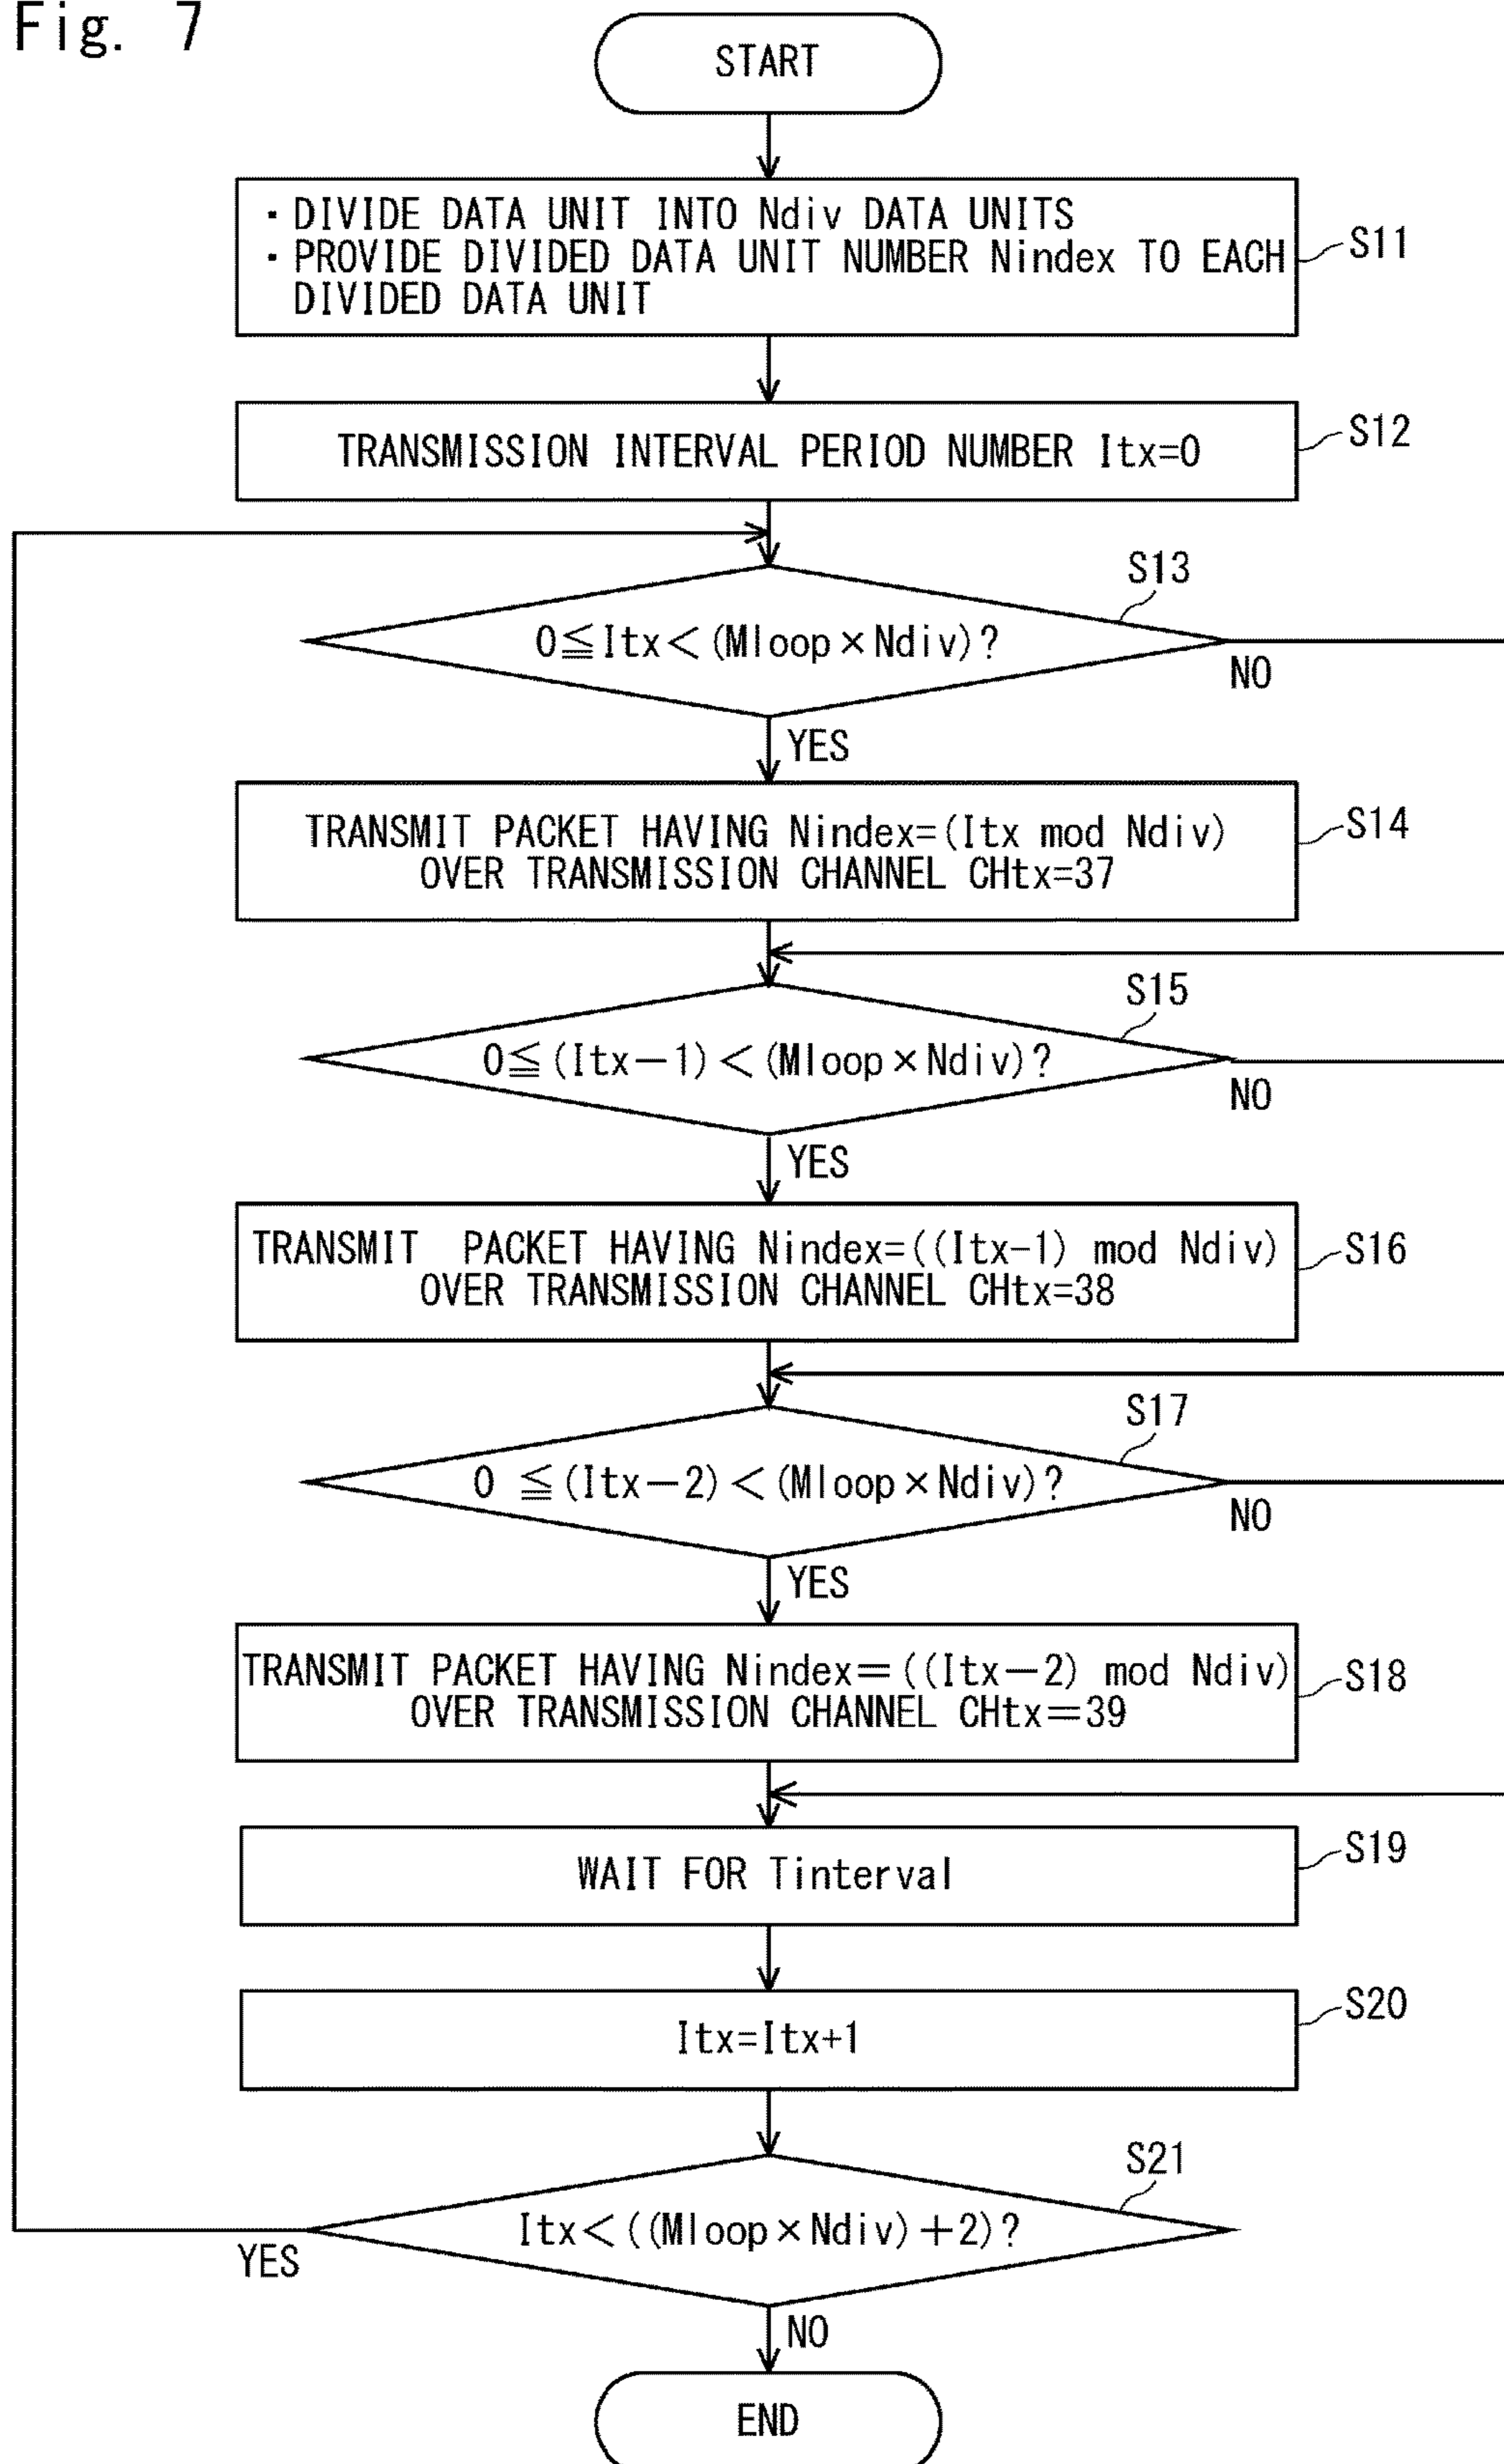 Fig. 7
START
・DIVIDE DATA UNIT INTO Ndiv DATA UNITS
・PROVIDE DIVIDED DATA UNIT NUMBER Nindex TO EACH
DIVIDED DATA UNIT
S11
TRANSMISSION INTERVAL PERIOD NUMBER Itx=0
S12
S13
0≦Itx<(Mloop×Ndiv)?
NO
YES
TRANSMIT PACKET HAVING Nindex=(Itx mod Ndiv)
OVER TRANSMISSION CHANNEL CHtx=37
S14
S15
0≦(Itx−1)<(Mloop×Ndiv)?
NO
YES
TRANSMIT PACKET HAVING Nindex=((Itx-1) mod Ndiv)
OVER TRANSMISSION CHANNEL CHtx=38
S16
S17
0 ≦(Itx−2)<(Mloop×Ndiv)?
NO
YES
TRANSMIT PACKET HAVING Nindex=((Itx−2) mod Ndiv)
OVER TRANSMISSION CHANNEL CHtx=39
S18
WAIT FOR Tinterval
S19
Itx=Itx+1
S20
S21
Itx<((Mloop×Ndiv)+2)?
YES
NO
END